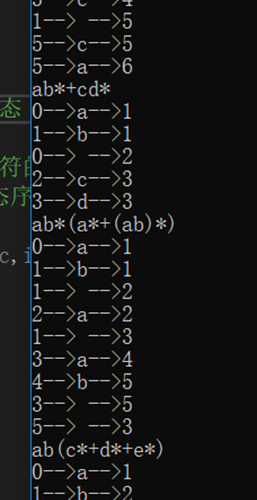 1--> -->5
5-->c-->5
5-->a-->6
ab*+cd*
0-->a-->1
1-->b-->1
0--> -->2
2-->c-->3
3-->d-->3
ab*(a*+(ab)*)
0-->a-->1
1-->b-->1
1--> -->2
2-->a-->2
1--> -->3
3-->a-->4
4-->b-->5
3--> -->5
5--> -->3
ab(c*+d*+e*)
0-->a-->1
1-->b-->2
态
符的
态序
c,i